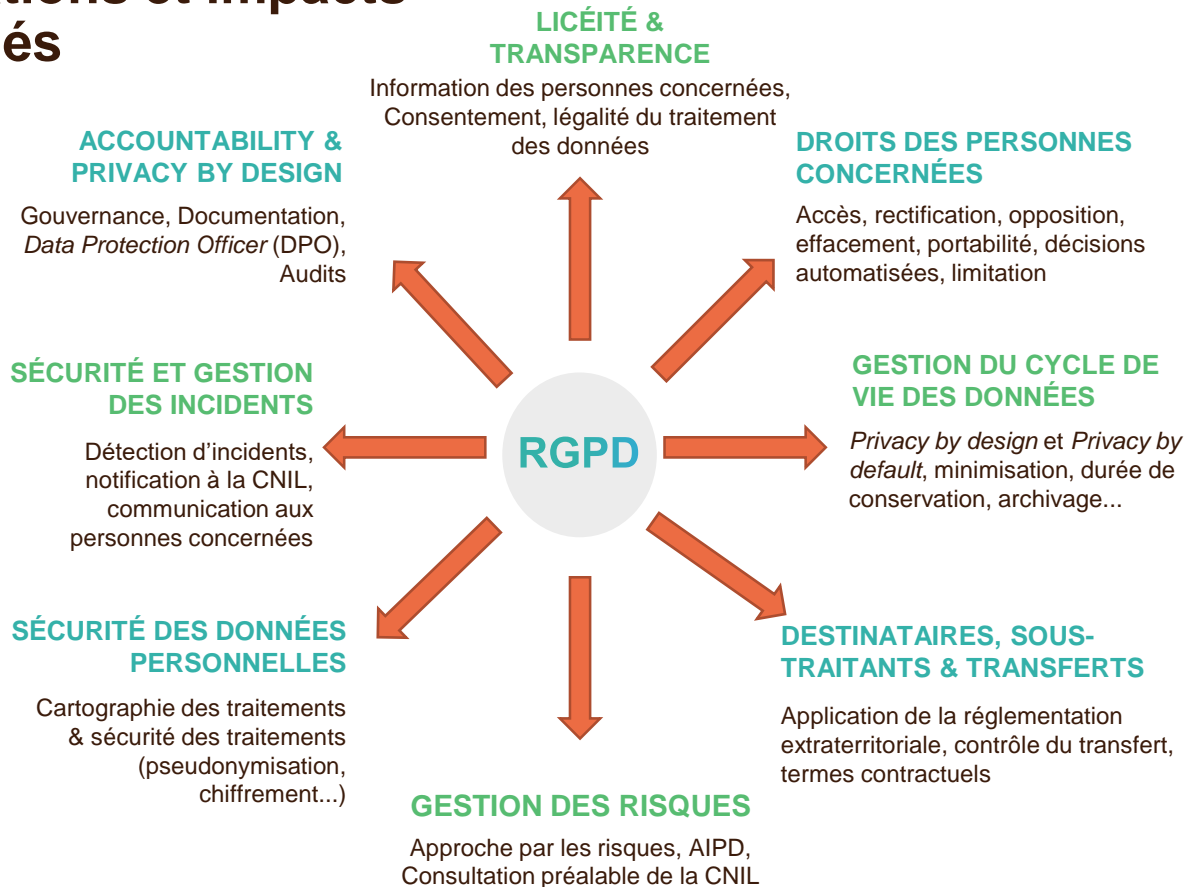 és
LICÉITÉ &
TRANSPARENCE
Information des personnes concernées,
Consentement, légalité du traitement
des données
ACCOUNTABILITY &
PRIVACY BY DESIGN
Gouvernance, Documentation,
Data Protection Officer (DPO),
Audits
DROITS DES PERSONNES
CONCERNÉES
Accès, rectification, opposition,
effacement, portabilité, décisions
automatisées, limitation
SÉCURITÉ ET GESTION
DES INCIDENTS
Détection d’incidents,
notification à la CNIL,
communication aux
personnes concernées
RGPD
GESTION DU CYCLE DE
VIE DES DONNÉES
Privacy by design et Privacy by
default, minimisation, durée de
conservation, archivage...
SÉCURITÉ DES DONNÉES
PERSONNELLES
Cartographie des traitements
& sécurité des traitements
(pseudonymisation,
chiffrement...)
DESTINATAIRES, SOUS-
TRAITANTS & TRANSFERTS
Application de la réglementation
extraterritoriale, contrôle du transfert,
termes contractuels
GESTION DES RISQUES
Approche par les risques, AIPD,
Consultation préalable de la CNIL